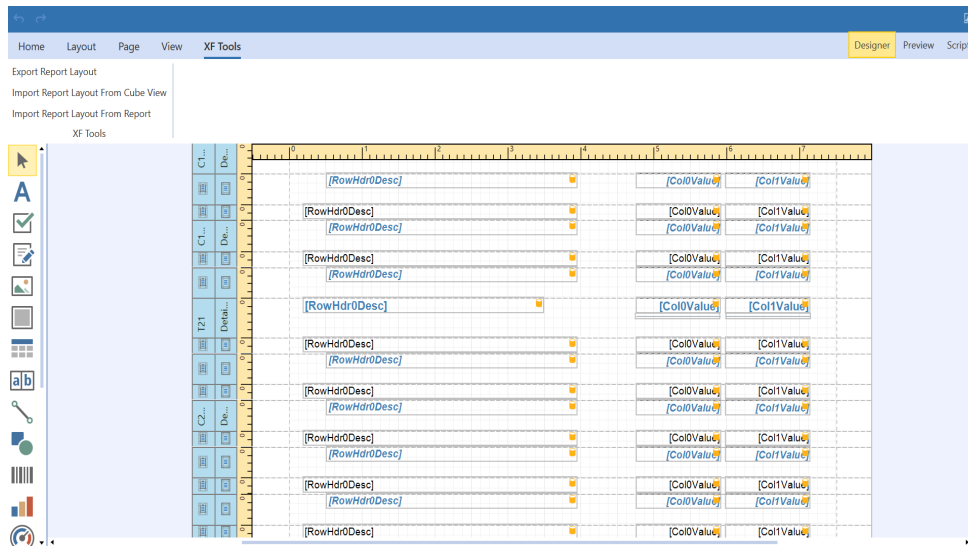 Home Layout Page View XF Tools Designer Preview Script
Export Report Layout
Import Report Layout From Cube View
Import Report Layout From Report
XF Tools
C1... De... 0 0 1 2 3 4 5 6 7
[RowHdr0Desc] [Col0Value] [Col1Value]
[RowHdr0Desc] [Col0Value] [Col1Value]
C1... De... [RowHdr0Desc] [Col0Value] [Col1Value]
[RowHdr0Desc] [Col0Value] [Col1Value]
[RowHdr0Desc] [Col0Value] [Col1Value]
T21 Detai... [RowHdr0Desc] [Col0Value] [Col1Value]
[RowHdr0Desc] [Col0Value] [Col1Value]
[RowHdr0Desc] [Col0Value] [Col1Value]
[RowHdr0Desc] [Col0Value] [Col1Value]
C2... De... [RowHdr0Desc] [Col0Value] [Col1Value]
[RowHdr0Desc] [Col0Value] [Col1Value]
[RowHdr0Desc] [Col0Value] [Col1Value]
[RowHdr0Desc] [Col0Value] [Col1Value]
[RowHdr0Desc] [Col0Value] [Col1Value]
[RowHdr0Desc] [Col0Value] [Col1Value]